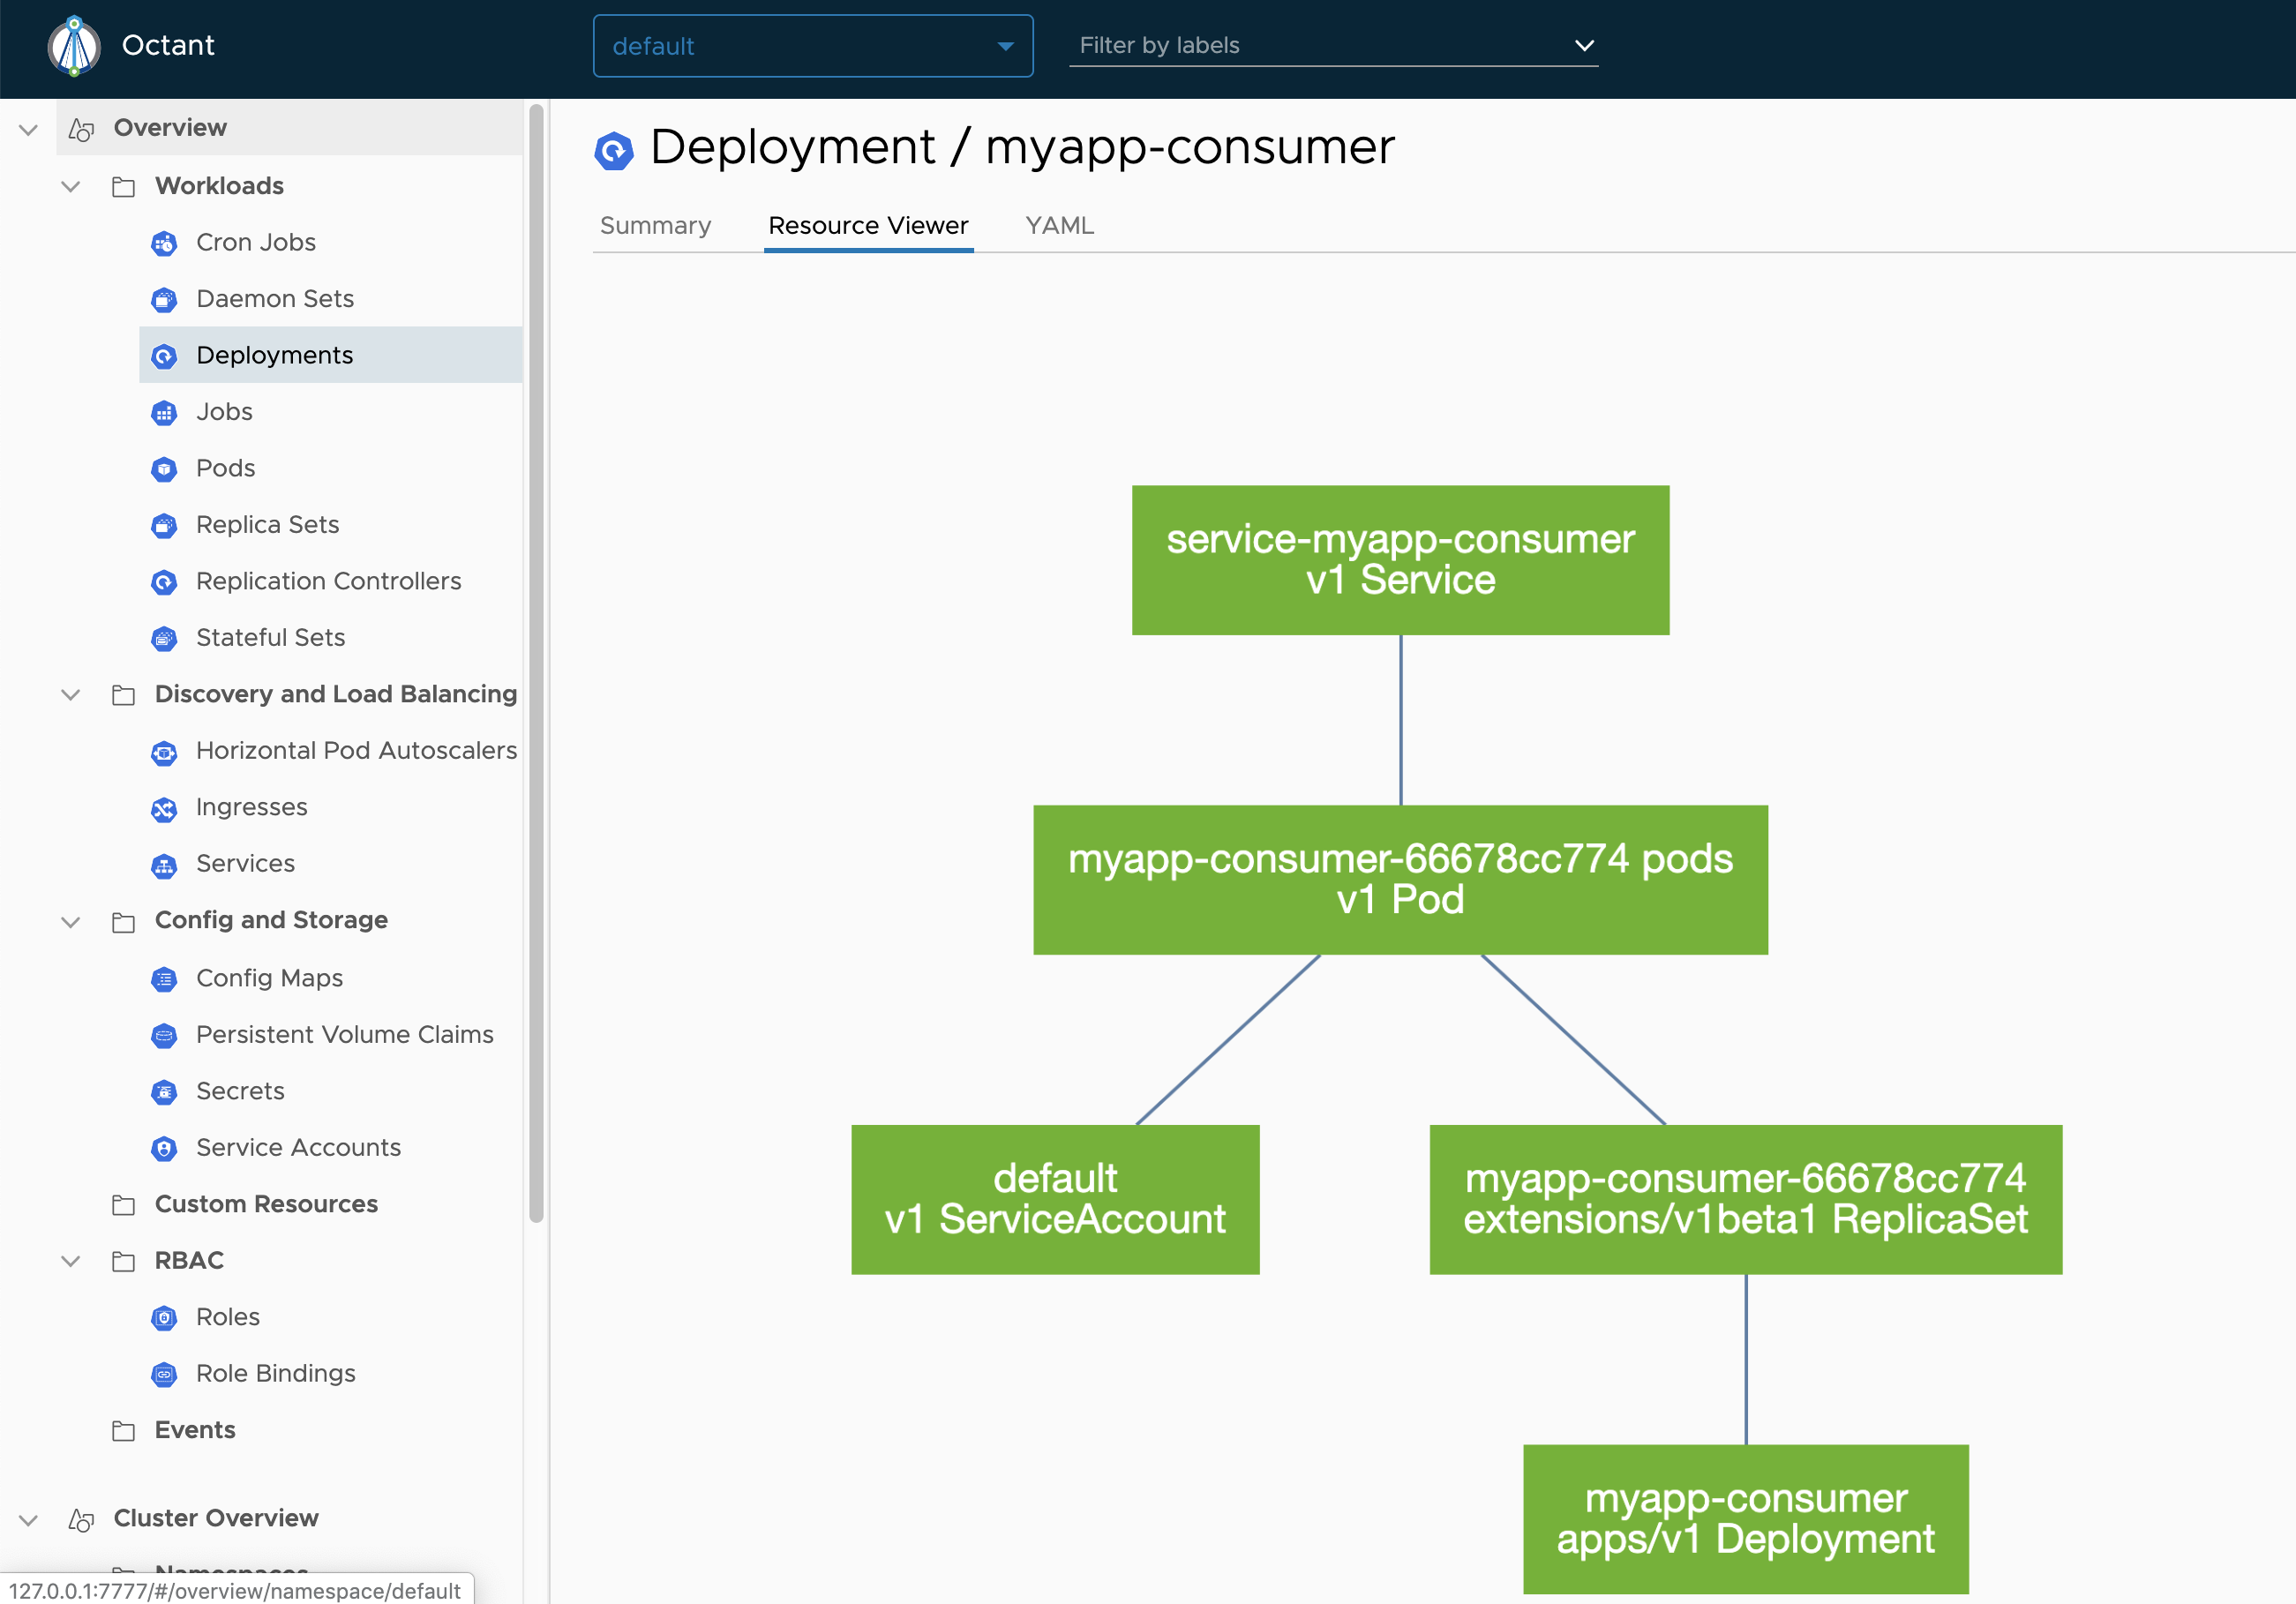 Octant
default
Filter by labels
Overview
Workloads
Cron Jobs
Daemon Sets
Deployments
Jobs
Pods
Replica Sets
Replication Controllers
Stateful Sets
Discovery and Load Balancing
Horizontal Pod Autoscalers
Ingresses
Services
Config and Storage
Config Maps
Persistent Volume Claims
Secrets
Service Accounts
Custom Resources
RBAC
Roles
Role Bindings
Events
Cluster Overview
Namespaces
127.0.0.1:7777/#/overview/namespace/default
Deployment / myapp-consumer
Summary
Resource Viewer
YAML
service-myapp-consumer
v1 Service
myapp-consumer-66678cc774 pods
v1 Pod
default
v1 ServiceAccount
myapp-consumer-66678cc774
extensions/v1beta1 ReplicaSet
myapp-consumer
apps/v1 Deployment